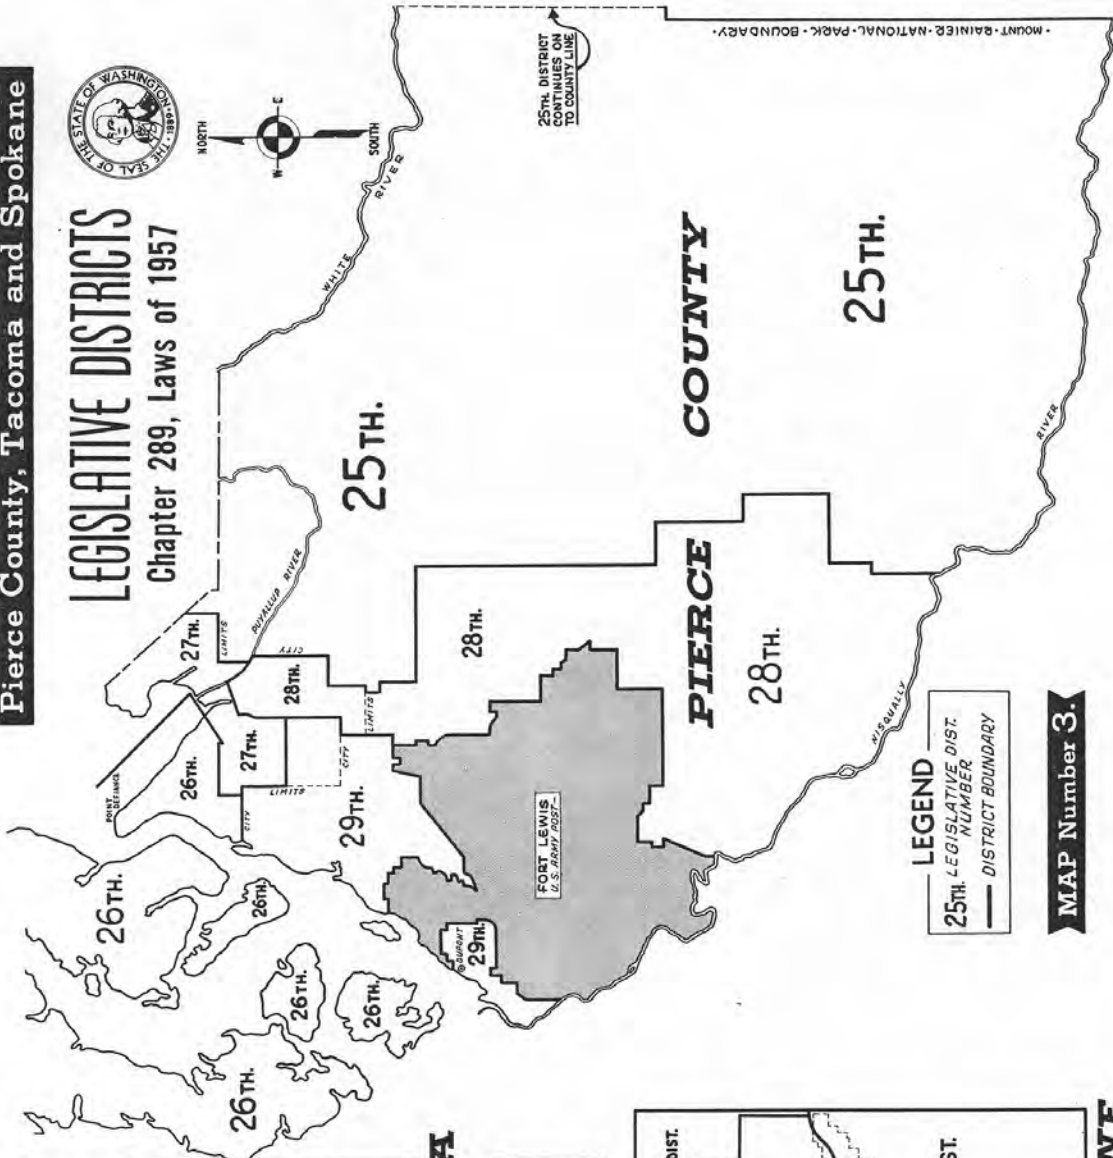 Pierce County, Tacoma and Spokane
LEGISLATIVE DISTRICTS
Chapter 289, Laws of 1957
THE SEAL OF THE STATE OF WASHINGTON
1889
NORTH
W
E
SOUTH
25TH. DISTRICT
CONTINUES ON
TO COUNTY LINE
· MOUNT · RAINIER · NATIONAL · PARK · BOUNDARY ·
WHITE RIVER
25TH.
PUYALLUP RIVER
27TH.
LIMITS
CITY
28TH.
LIMITS
POINT
DEFIANCE
26TH.
27TH.
CITY
LIMITS
CITY
29TH.
26TH.
26TH.
26TH.
26TH.
26TH.
28TH.
FORT LEWIS
U.S. ARMY POST-
DUPONT
29TH.
PIERCE COUNTY
25TH.
28TH.
NISQUALLY RIVER
LEGEND
25TH. LEGISLATIVE DIST.
NUMBER
DISTRICT BOUNDARY
MAP Number 3.
A
DIST.
ST.
NE